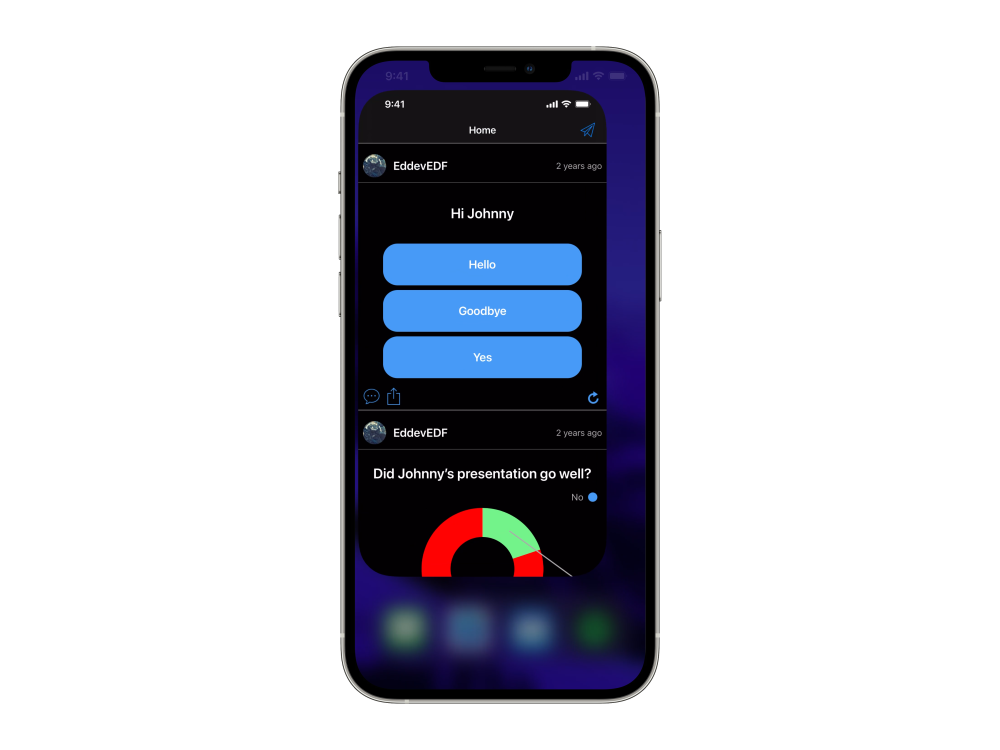 9:41
9:41
Home
EddevEDF 2 years ago
Hi Johnny
Hello
Goodbye
Yes
EddevEDF 2 years ago
Did Johnny's presentation go well?
No